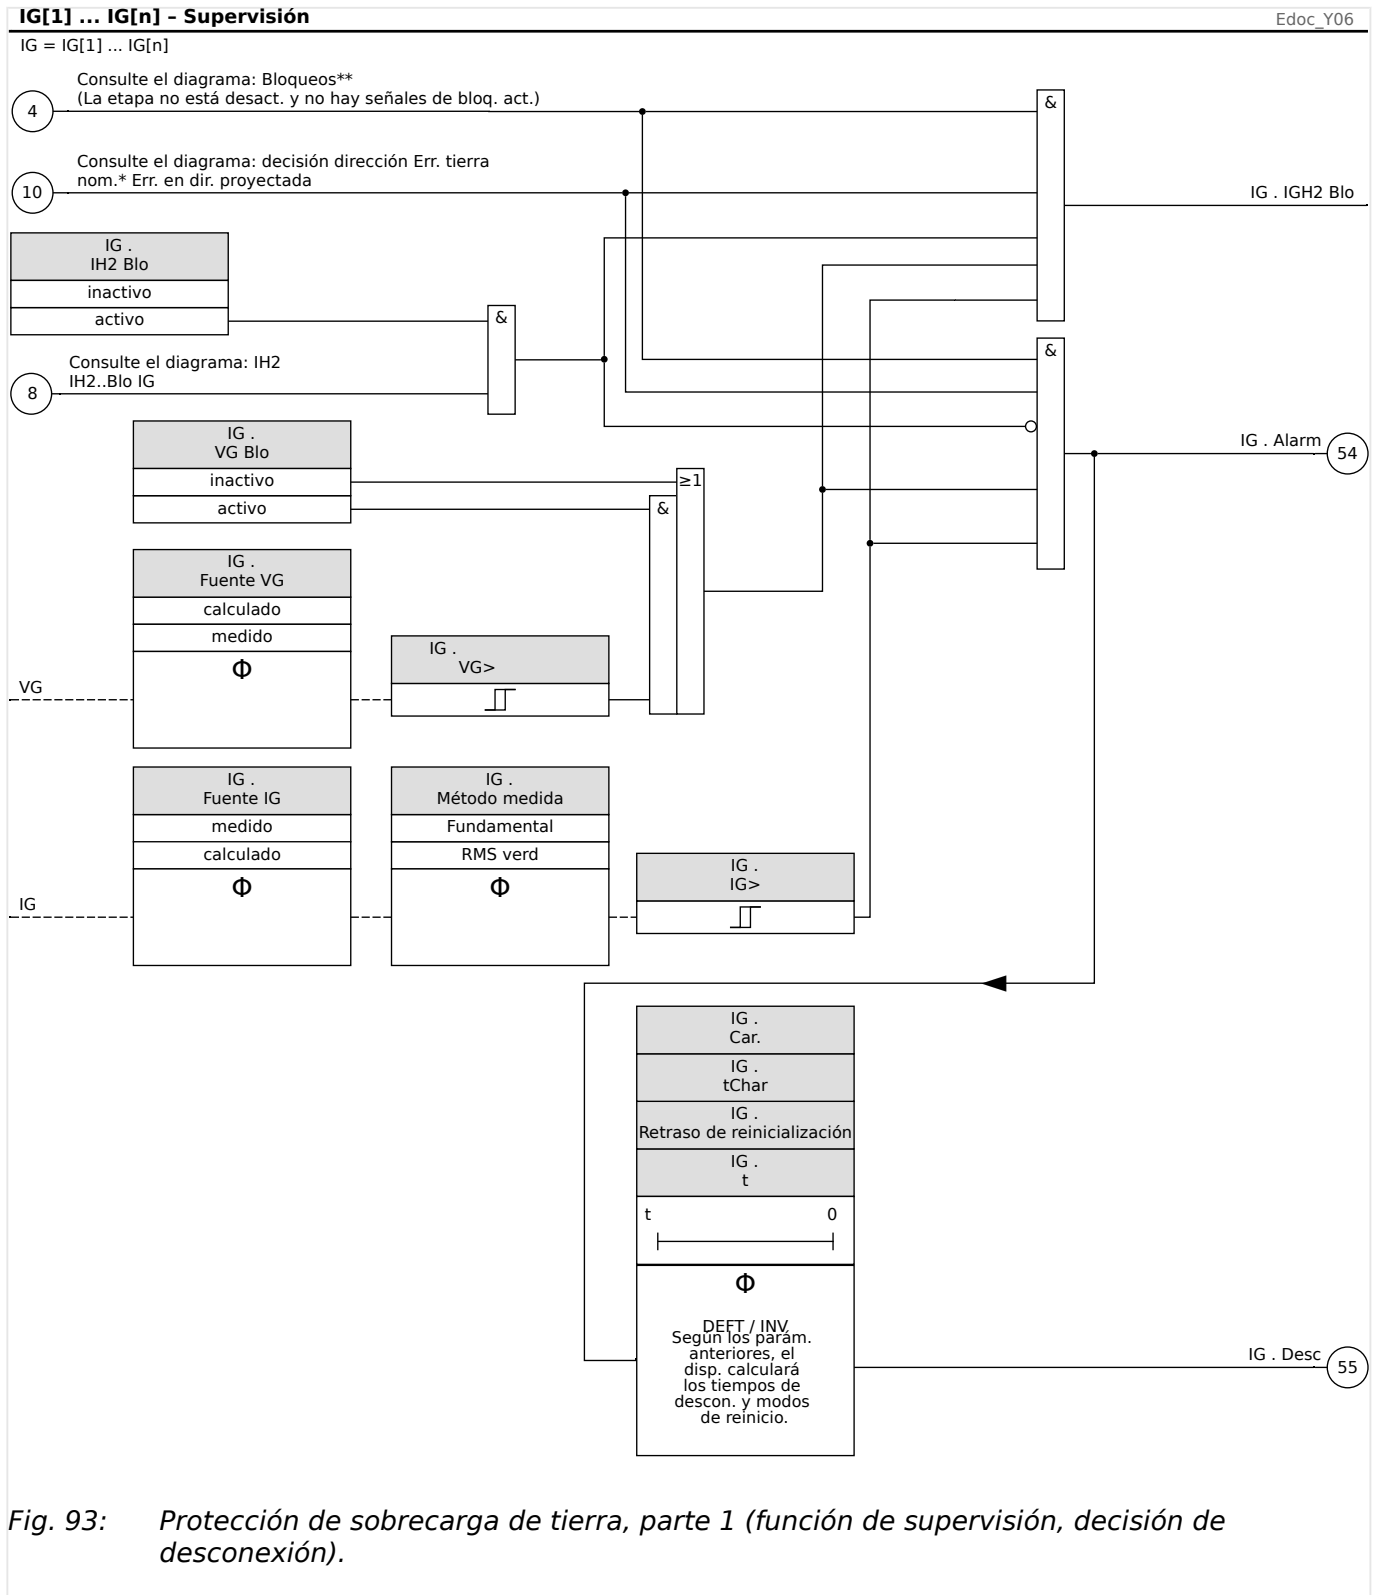 IG[1] ... IG[n] – Supervisión
Edoc_Y06
IG = IG[1] ... IG[n]
Consulte el diagrama: Bloqueos**
(La etapa no está desact. y no hay señales de bloq. act.)
4
&
Consulte el diagrama: decisión dirección Err. tierra
nom.* Err. en dir. proyectada
10
IG . IGH2 Blo
IG .
IH2 Blo
inactivo
activo
&
&
Consulte el diagrama: IH2
IH2..Blo IG
8
IG .
VG Blo
inactivo
activo
≥1
&
IG . Alarm
54
IG .
Fuente VG
calculado
medido
Φ
VG
IG .
VG>
IG .
Fuente IG
medido
calculado
Φ
IG
IG .
Método medida
Fundamental
RMS verd
Φ
IG .
IG>
IG .
Car.
IG .
tChar
IG .
Retraso de reinicialización
IG .
t
t 0
Φ
DEFT / INV
Según los parám.
anteriores, el
disp. calculará
los tiempos de
descon. y modos
de reinicio.
IG . Desc
55
Fig. 93: Protección de sobrecarga de tierra, parte 1 (función de supervisión, decisión de
desconexión).